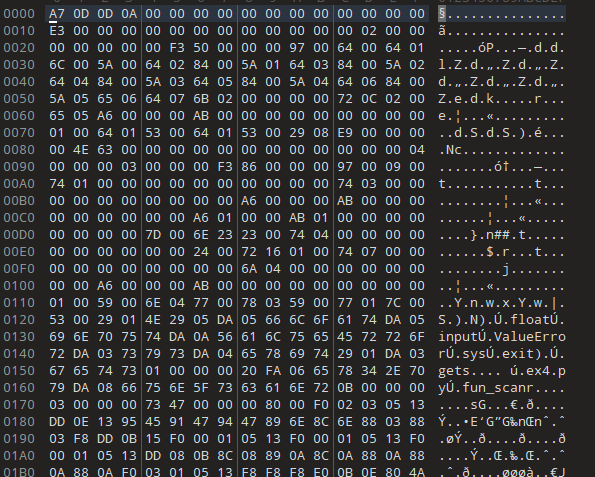 0000 A7 0D 0D 0A 00 00 00 00 00 00 00 00 00 00 00 00 §...............
0010 E3 00 00 00 00 00 00 00 00 00 00 00 00 02 00 00 ã...............
0020 00 00 00 00 00 F3 50 00 00 00 97 00 64 00 64 01 .....óP...—.d.d.
0030 6C 00 5A 00 64 02 84 00 5A 01 64 03 84 00 5A 02 l.Z.d.„.Z.d.„.Z.
0040 64 04 84 00 5A 03 64 05 84 00 5A 04 64 06 84 00 d.„.Z.d.„.Z.d.„.
0050 5A 05 65 06 64 07 6B 02 00 00 00 00 72 0C 02 00 Z.e.d.k.....r...
0060 65 05 A6 00 00 00 AB 00 00 00 00 00 00 00 00 00 e.¦...«.........
0070 01 00 64 01 53 00 64 01 53 00 29 08 E9 00 00 00 ..d.S.d.S.).é...
0080 00 4E 63 00 00 00 00 00 00 00 00 00 00 00 00 04 .Nc.............
0090 00 00 00 03 00 00 00 F3 86 00 00 00 97 00 09 00 .......ó†...—...
00A0 74 01 00 00 00 00 00 00 00 00 74 03 00 00 00 00 t.........t.....
00B0 00 00 00 00 00 00 A6 00 00 00 AB 00 00 00 00 00 ......¦...«.....
00C0 00 00 00 00 A6 01 00 00 AB 01 00 00 00 00 ....¦...«.....
00D0 00 00 7D 00 6E 23 23 00 74 04 00 00 00 00 ..}.n##.t.....
00E0 00 00 00 00 00 00 24 00 72 16 01 00 74 07 00 00 ......$.r...t...
00F0 00 00 00 00 00 00 00 00 6A 04 00 00 00 00 00 00 ........j.......
0100 00 00 A6 00 00 00 AB 00 00 00 00 00 00 00 00 00 ..¦...«.........
0110 01 00 59 00 6E 04 77 00 78 03 59 00 77 01 7C 00 ..Y.n.w.x.Y.w.|.
0120 53 00 29 01 4E 29 05 DA 05 66 6C 6F 61 74 DA 05 S.).N).Ú.floatÚ.
0130 69 6E 70 75 74 DA 0A 56 61 6C 75 65 45 72 72 6F inputÚ.ValueErro
0140 72 DA 03 73 79 73 DA 04 65 78 69 74 29 01 DA 03 rÚ.sysÚ.exit).Ú.
0150 67 65 74 73 01 00 00 00 20 FA 06 65 78 34 2E 70 gets.... ú.ex4.p
0160 79 DA 08 66 75 6E 5F 73 63 61 6E 72 0B 00 00 00 yÚ.fun_scanr....
0170 03 00 00 00 73 47 00 00 00 80 00 F0 02 03 05 13 ....sG...€.ð....
0180 DD 0E 13 95 45 91 47 94 47 89 6E 8C 6E 88 03 88 Ý..•E‘G”G‰nŒnˆ.ˆ
0190 03 F8 DD 0B 15 F0 00 01 05 13 F0 00 01 05 13 F0 .øÝ..ð....ð....ð
01A0 00 01 05 13 DD 08 0B 8C 08 89 0A 8C 0A 88 0A 88 ....Ý..Œ.‰.Œ.ˆ.ˆ
01B0 0A 88 0A F0 03 01 05 13 F8 F8 F8 E0 0B 0E 80 4A .ˆ.ð....øøøà..€J